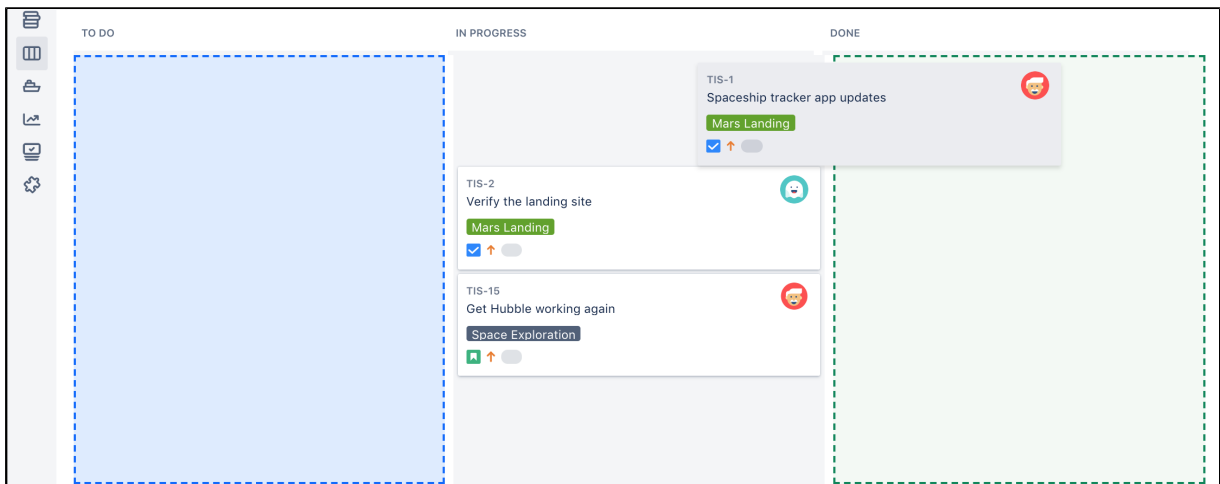 TO DO
IN PROGRESS
DONE
TIS-1
Spaceship tracker app updates
Mars Landing
TIS-2
Verify the landing site
Mars Landing
TIS-15
Get Hubble working again
Space Exploration